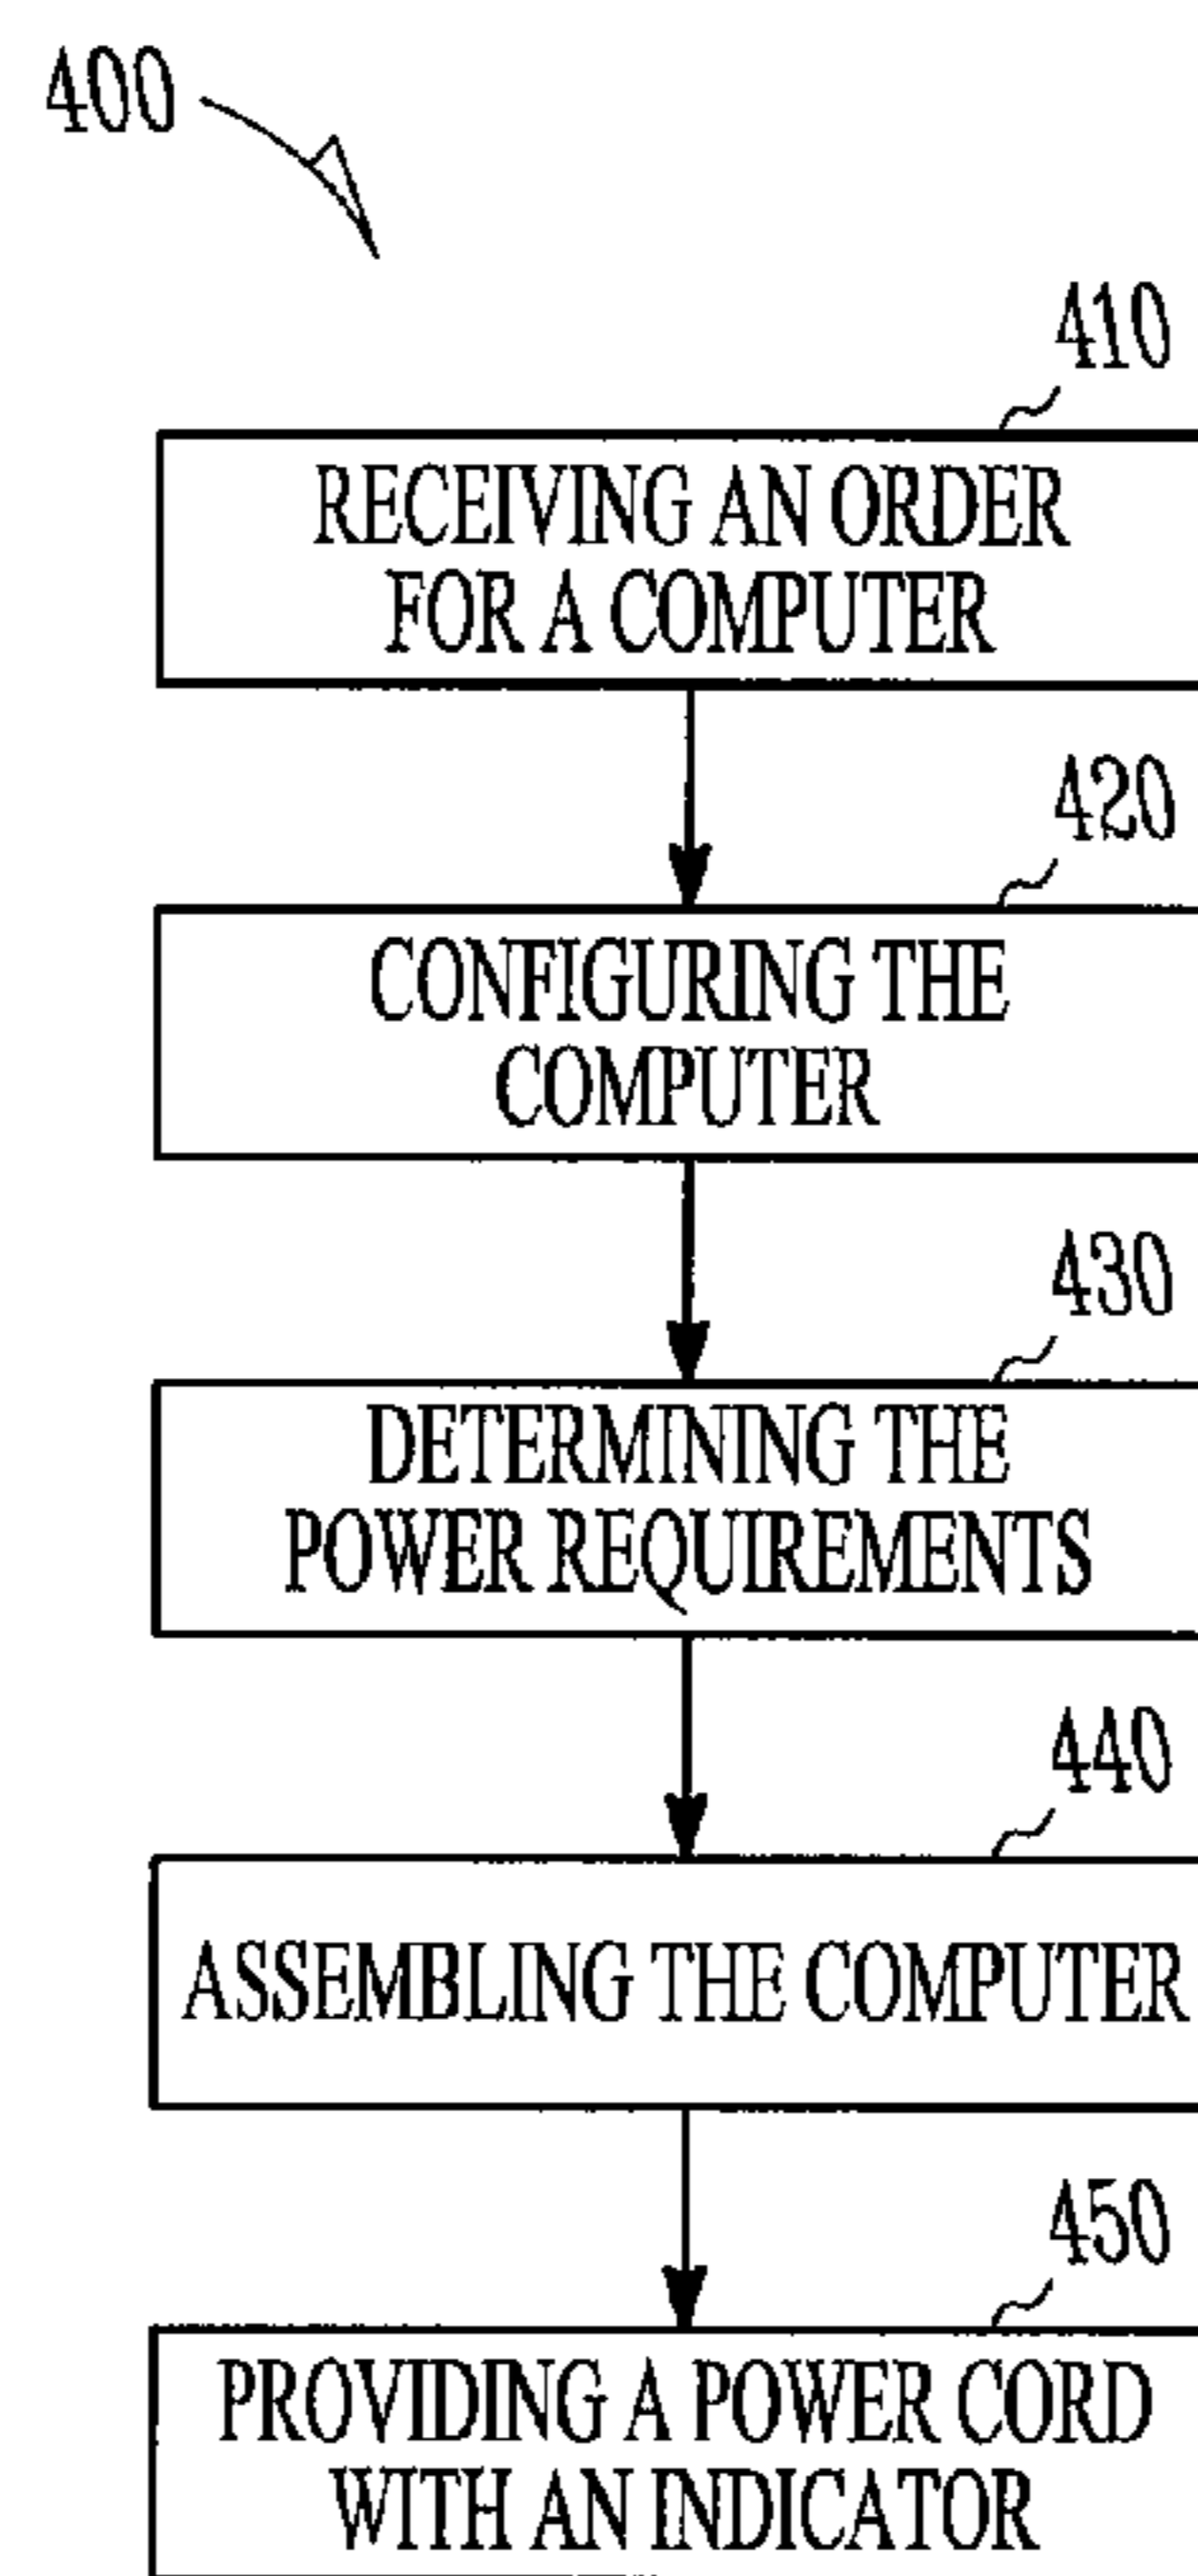 400
410
RECEIVING AN ORDER
FOR A COMPUTER
420
CONFIGURING THE
COMPUTER
430
DETERMINING THE
POWER REQUIREMENTS
440
ASSEMBLING THE COMPUTER
450
PROVIDING A POWER CORD
WITH AN INDICATOR